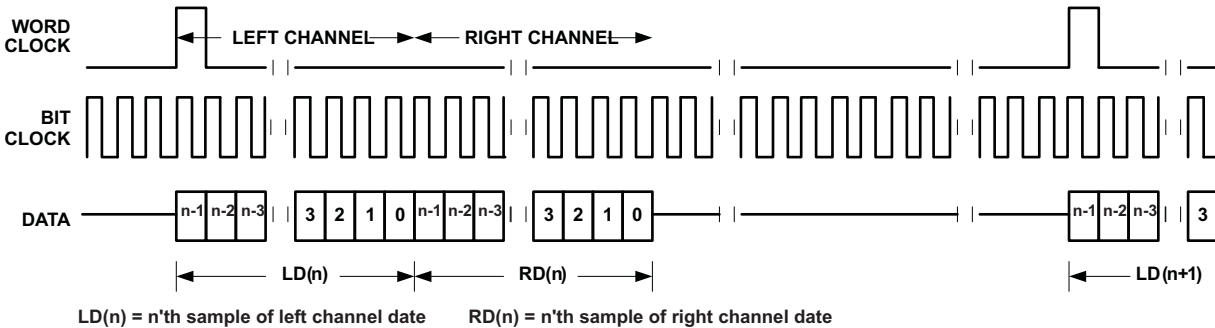 WORD CLOCK
LEFT CHANNEL RIGHT CHANNEL
BIT CLOCK
DATA n-1 n-2 n-3 3 2 1 0 n-1 n-2 n-3 3 2 1 0 n-1 n-2 n-3 3
LD(n) RD(n) LD(n+1)
LD(n) = n'th sample of left channel date RD(n) = n'th sample of right channel date